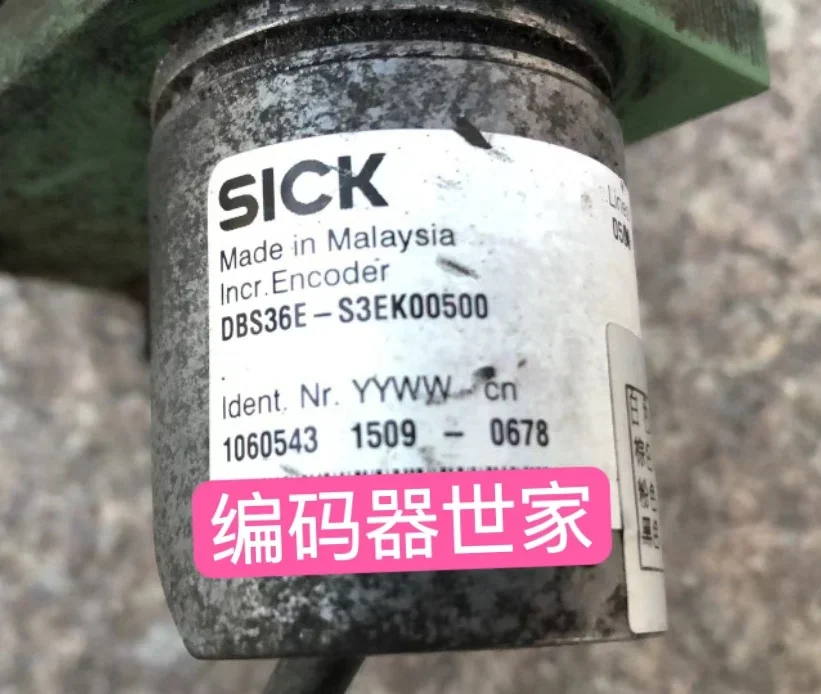 SICK
Made in Malaysia
Incr.Encoder
DBS36E-S3EK00500
Ident. Nr. YYWW cn
1060543 1509 - 0678
编码器世家